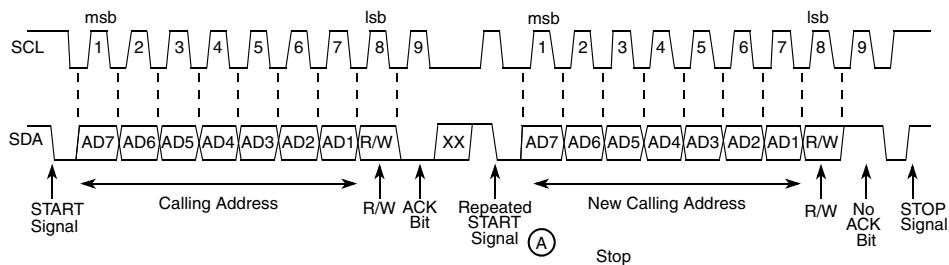 msb lsb msb lsb
SCL 1 2 3 4 5 6 7 8 9 1 2 3 4 5 6 7 8 9
SDA AD7 AD6 AD5 AD4 AD3 AD2 AD1 R/W XX AD7 AD6 AD5 AD4 AD3 AD2 AD1 R/W
START
Signal
Calling Address
R/W
ACK
Bit
Repeated
START
Signal
A
New Calling Address
R/W
No
ACK
Bit
STOP
Signal
Stop